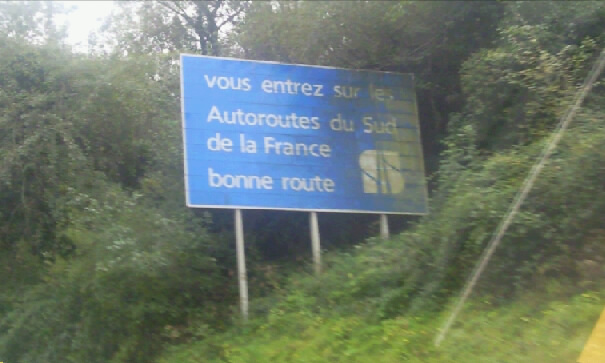 vous entrez sur les
Autoroutes du Sud
de la France
bonne route